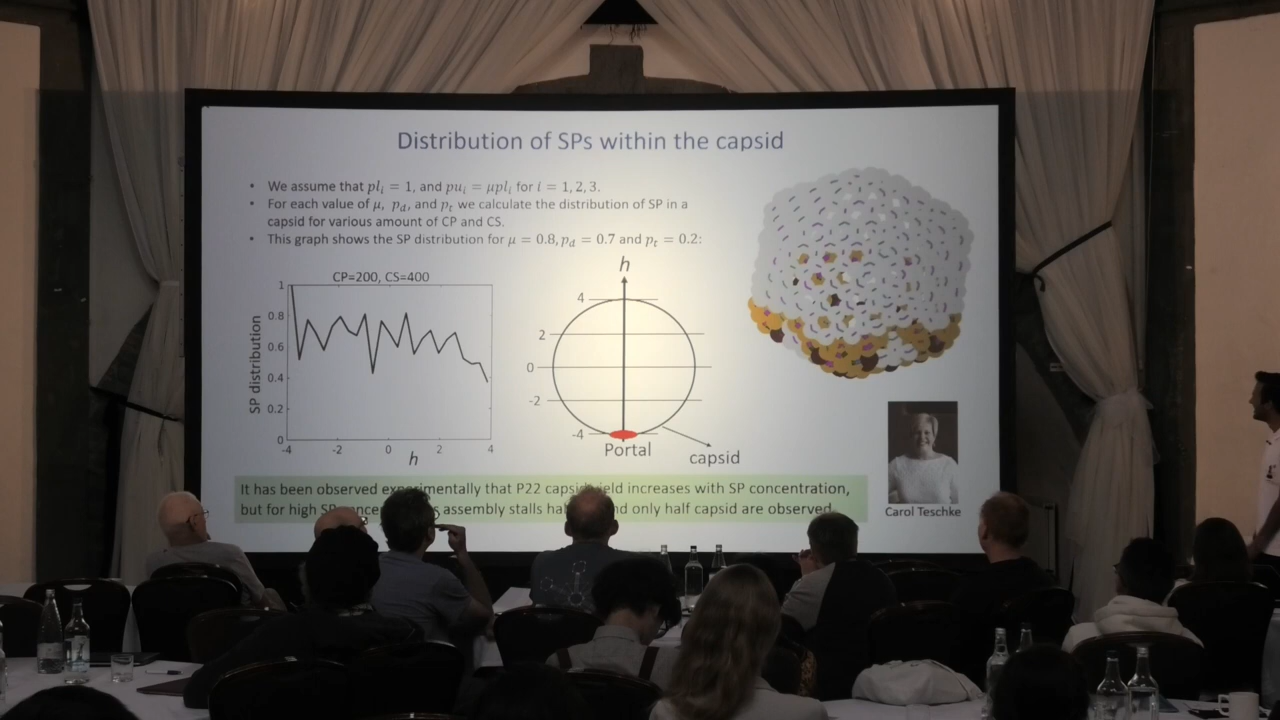 Distribution of SPs within the capsid
• We assume that plᵢ = 1, and puᵢ = μplᵢ for i = 1, 2, 3.
• For each value of μ, p_d, and p_t we calculate the distribution of SP in a
capsid for various amount of CP and CS.
• This graph shows the SP distribution for μ = 0.8, p_d = 0.7 and p_t = 0.2:
CP=200, CS=400
SP distribution
1
0.8
0.6
0.4
0.2
0
-4 -2 0 2 4
h
h
4
2
0
-2
-4
Portal
capsid
Carol Teschke
It has been observed experimentally that P22 capsid yield increases with SP concentration,
but for high SP assembly stalls and only half capsid are observed.